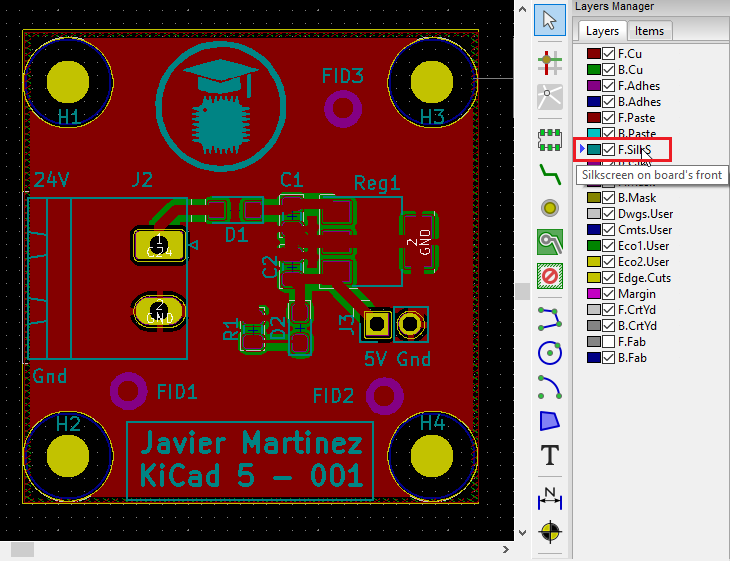 Layers Manager
Layers Items
F.Cu
B.Cu
F.Adhes
B.Adhes
F.Paste
B.Paste
F.SilkS
Silkscreen on board's front
B.Mask
Dwgs.User
Cmts.User
Eco1.User
Eco2.User
Edge.Cuts
Margin
F.CrtYd
B.CrtYd
F.Fab
B.Fab
FID3
H1
H3
24V
J2
C1
Reg1
D1
1
2
GND
C2
2
GND
R1
D2
J3
5V Gnd
Gnd
FID1
FID2
H2
H4
Javier Martinez
KiCad 5 - 001
T
N